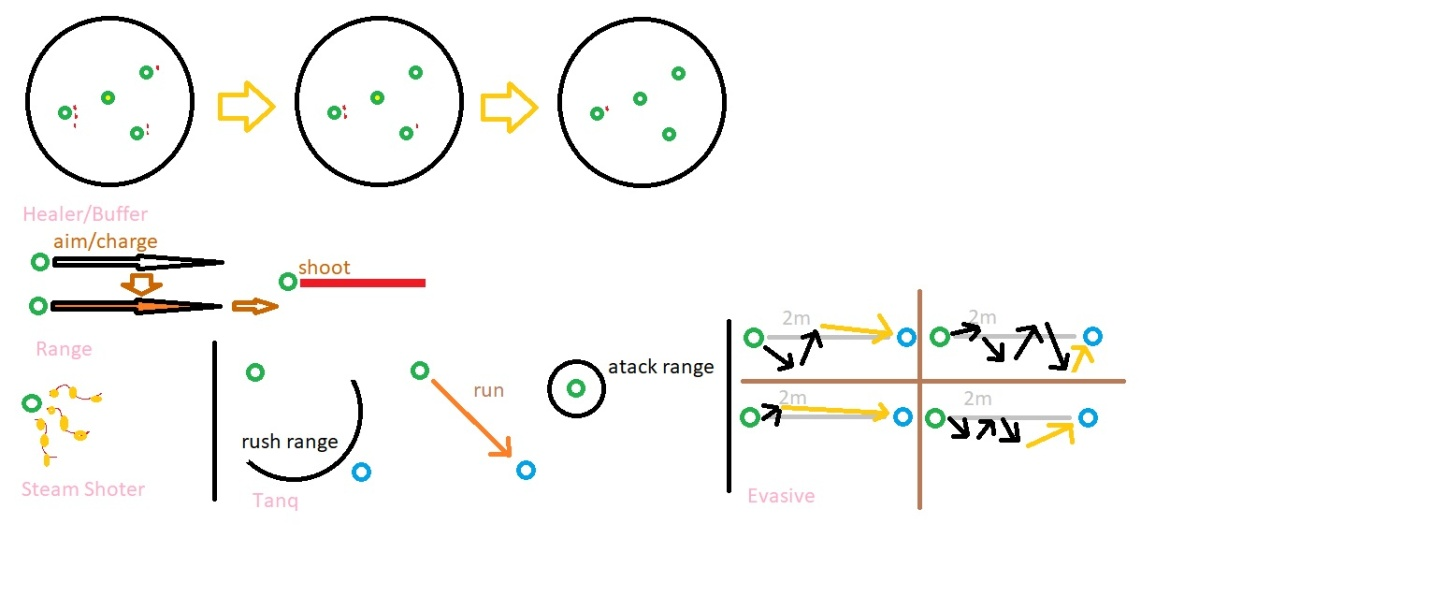 Healer/Buffer
aim/charge
shoot
Range
Steam Shoter
rush range
Tanq
run
atack range
2m
2m
2m
2m
Evasive